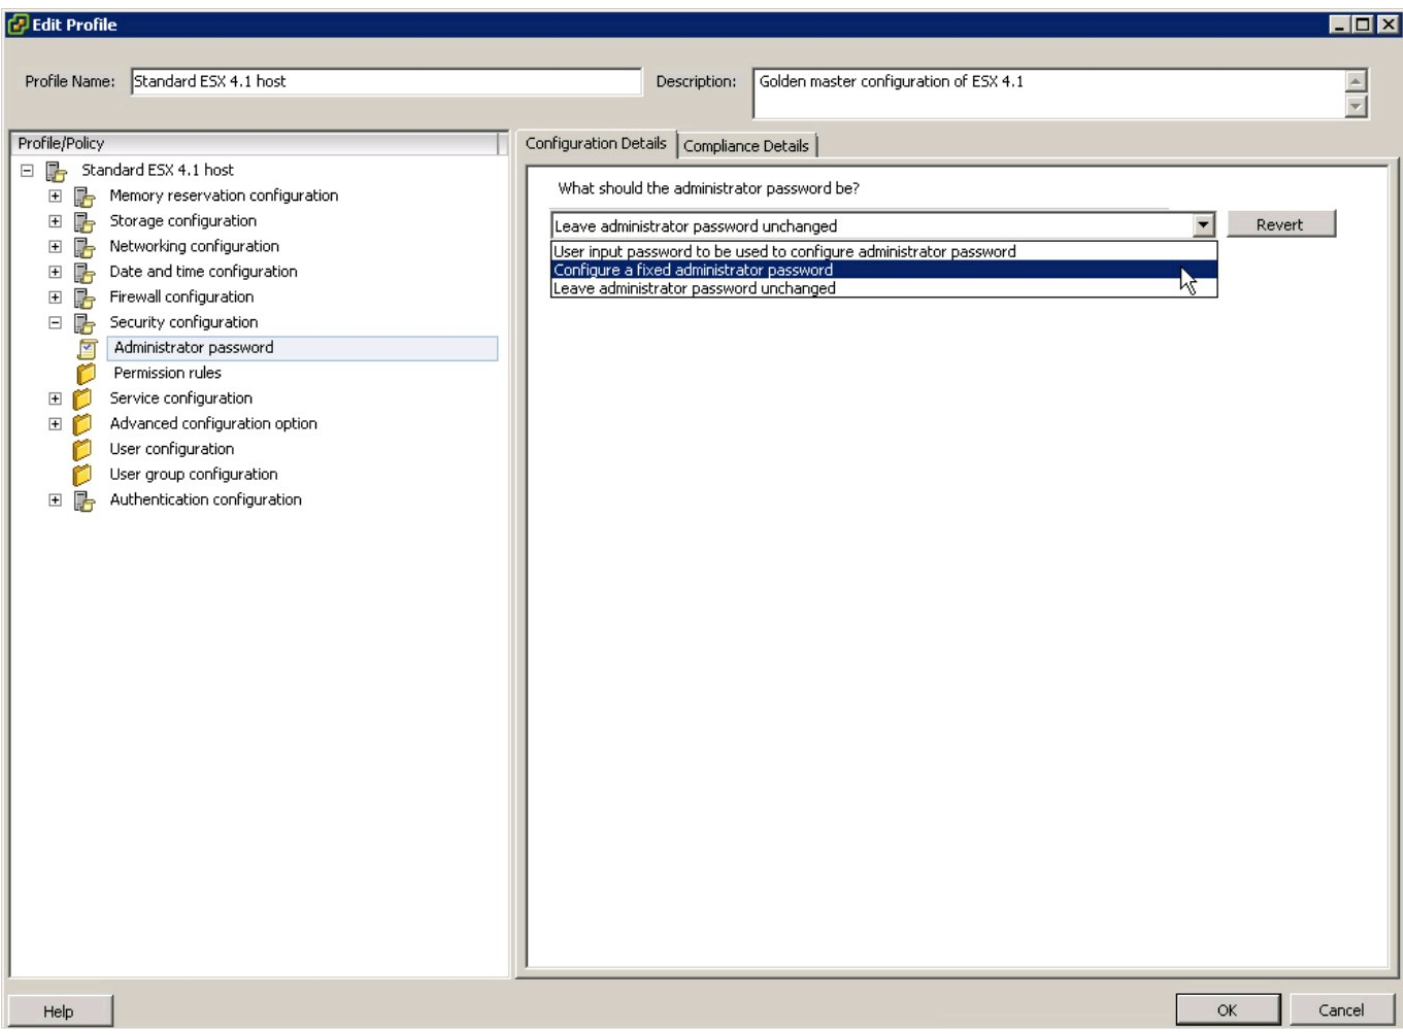 Edit Profile
Profile Name: Standard ESX 4.1 host Description: Golden master configuration of ESX 4.1
Profile/Policy
Standard ESX 4.1 host
Memory reservation configuration
Storage configuration
Networking configuration
Date and time configuration
Firewall configuration
Security configuration
Administrator password
Permission rules
Service configuration
Advanced configuration option
User configuration
User group configuration
Authentication configuration
Configuration Details Compliance Details
What should the administrator password be?
Leave administrator password unchanged Revert
User input password to be used to configure administrator password
Configure a fixed administrator password
Leave administrator password unchanged
Help OK Cancel